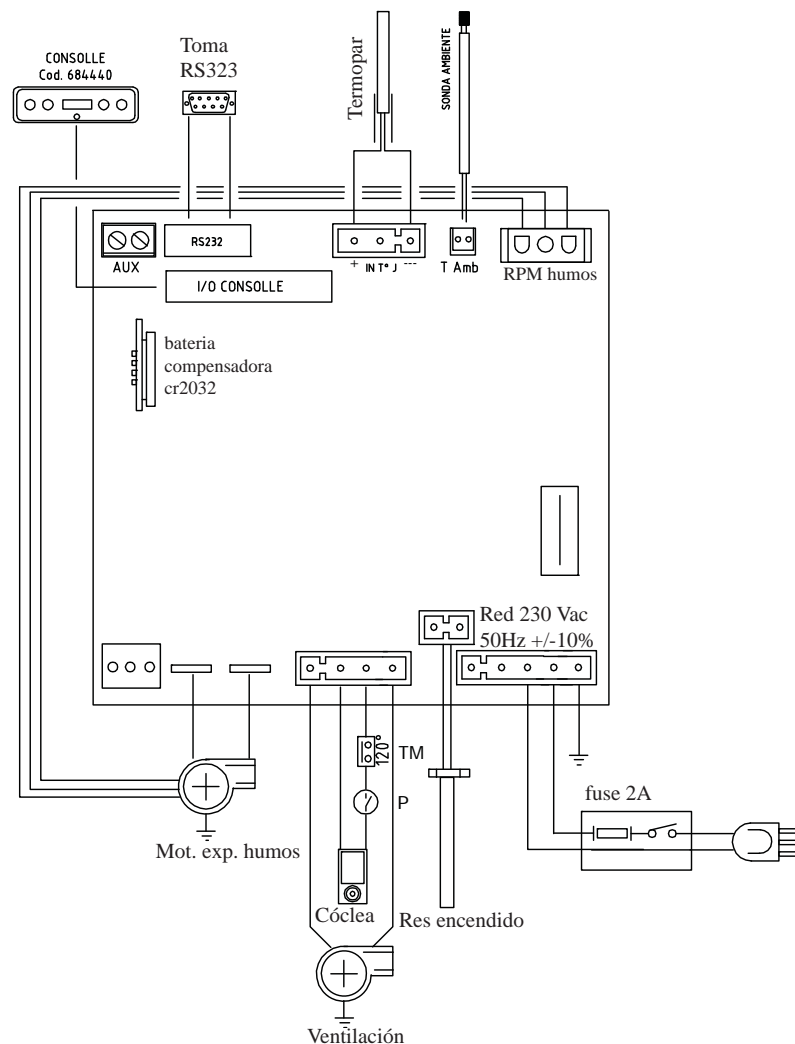 CONSOLLE
Cod. 684440
Toma
RS323
Termopar
SONDA AMBIENTE
AUX
RS232
+ IN T° J ---
T Amb
RPM humos
I/O CONSOLLE
bateria
compensadora
cr2032
Red 230 Vac
50Hz +/-10%
120°
TM
P
fuse 2A
Mot. exp. humos
Cóclea
Res encendido
Ventilación